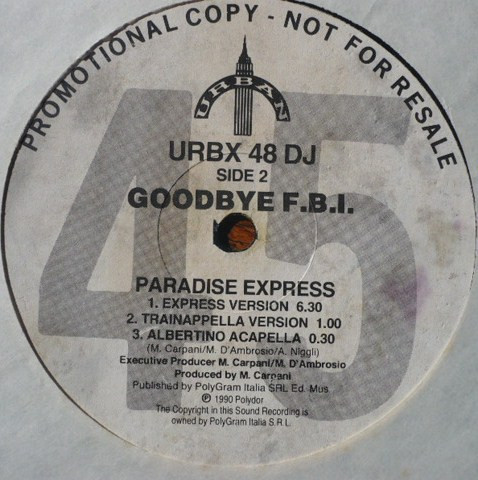 PROMOTIONAL COPY - NOT FOR RESALE
URBAN
URBX 48 DJ
SIDE 2
GOODBYE F.B.I.
45
PARADISE EXPRESS
1. EXPRESS VERSION 6.30
2. TRAINAPPELLA VERSION 1.00
3. ALBERTINO ACAPELLA 0.30
(M. Carpani/M. D'Ambrosio/A. Niggli)
Executive Producer M. Carpani/M. D'Ambrosio
Produced by M. Carpani
Published by PolyGram Italia SRL Ed. Mus.
℗ 1990 Polydor
The Copyright in this Sound Recording is
owned by PolyGram Italia S R L.